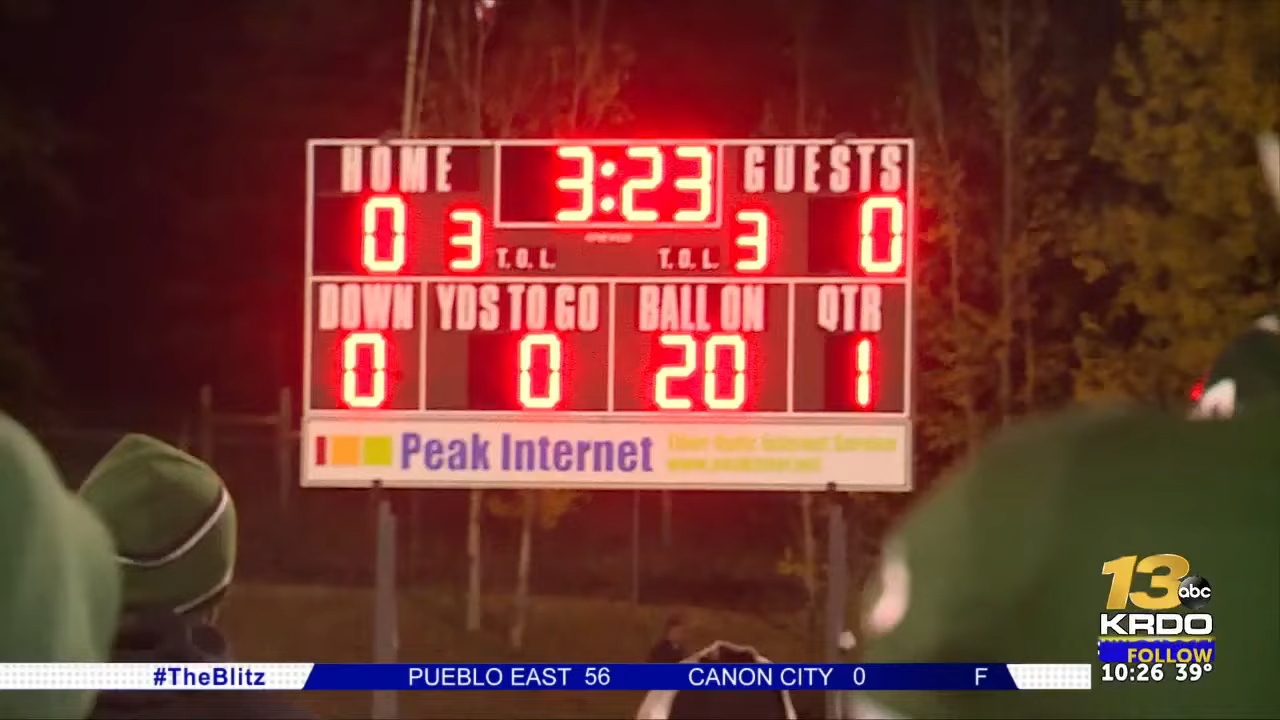 HOME 3:23 GUESTS
0 3 T.O.L. T.O.L. 3 0
DOWN YDS TO GO BALL ON QTR
0 0 20 1
Peak Internet
13 abc
KRDO
FOLLOW
#TheBlitz PUEBLO EAST 56 CANON CITY 0 F
10:26 39°